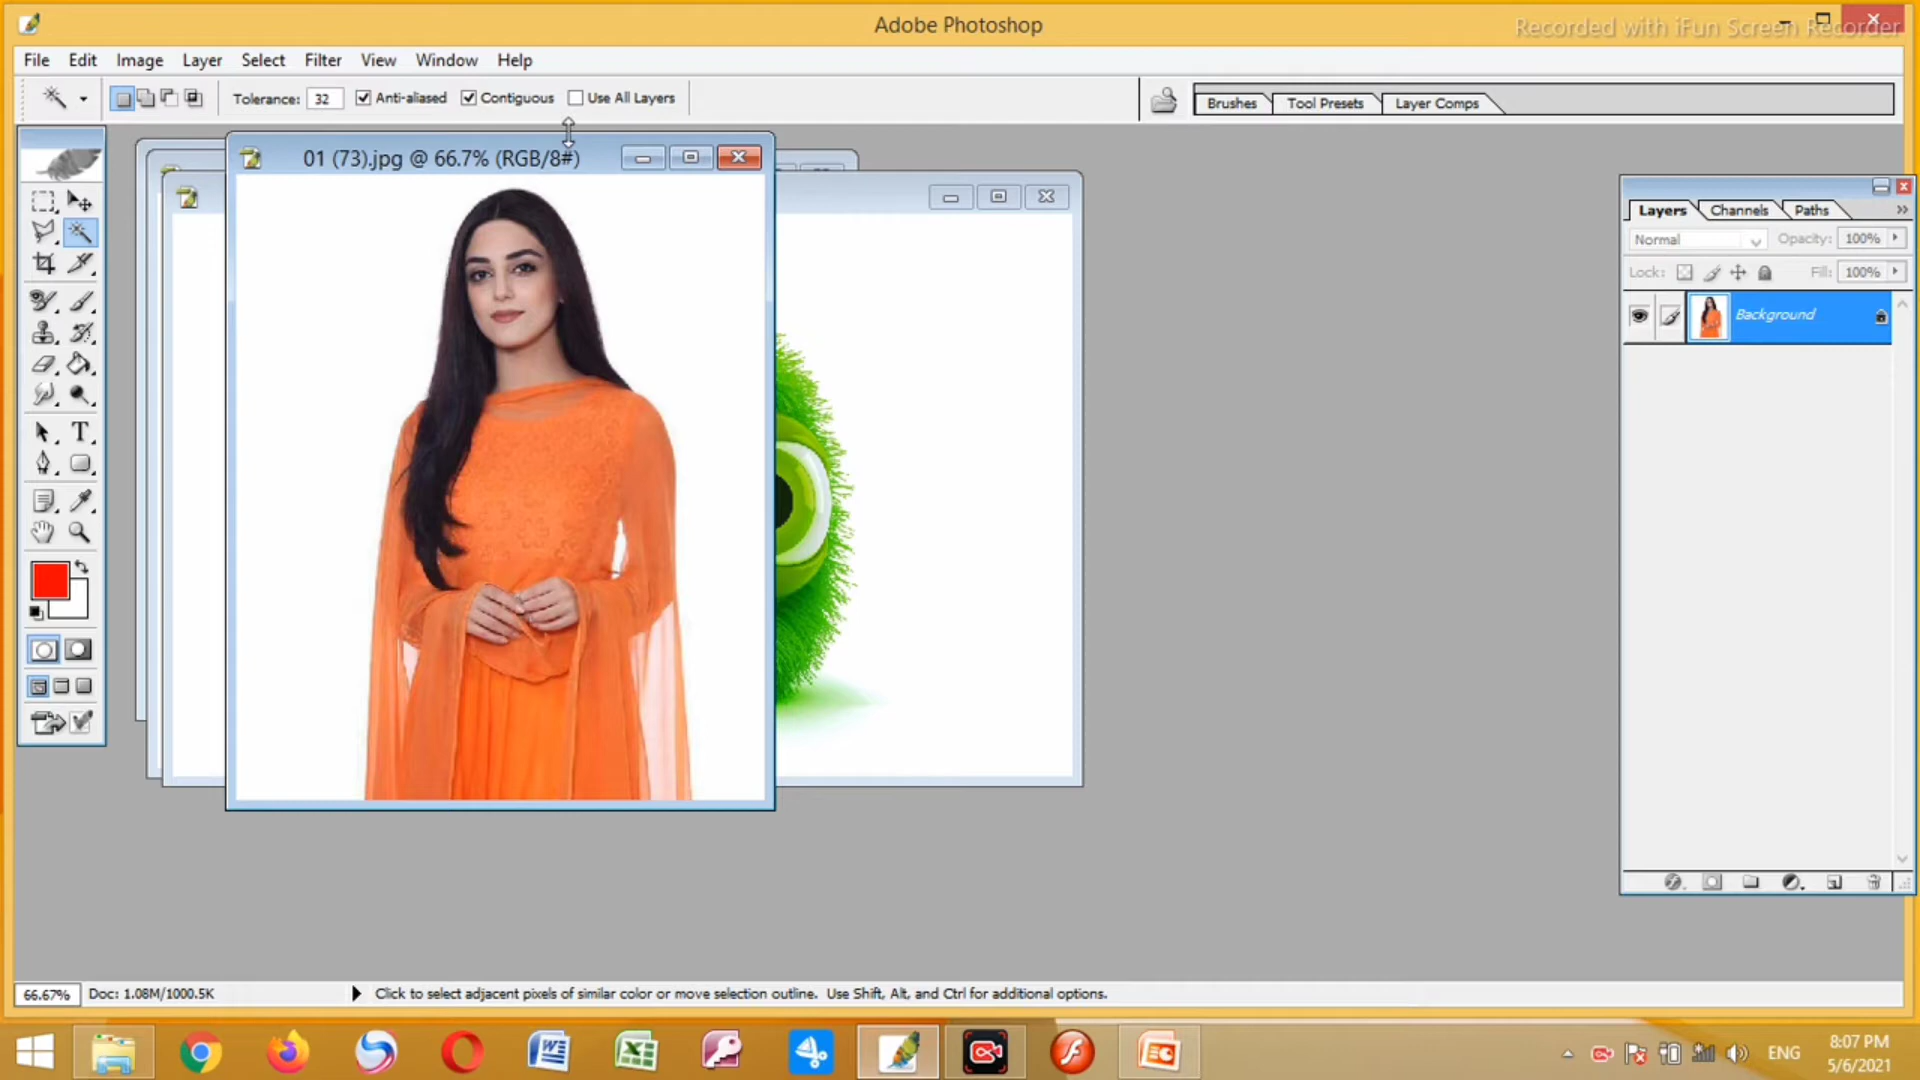 Adobe Photoshop
Recorded with iFun Screen Recorder
File Edit Image Layer Select Filter View Window Help
Tolerance: 32 Anti-aliased Contiguous Use All Layers
Brushes Tool Presets Layer Comps
01 (73).jpg @ 66.7% (RGB/8#)
Layers Channels Paths
Normal Opacity: 100%
Lock: Fill: 100%
Background
66.67% Doc: 1.08M/1000.5K Click to select adjacent pixels of similar color or move selection outline. Use Shift, Alt, and Ctrl for additional options.
ENG
8:07 PM
5/6/2021